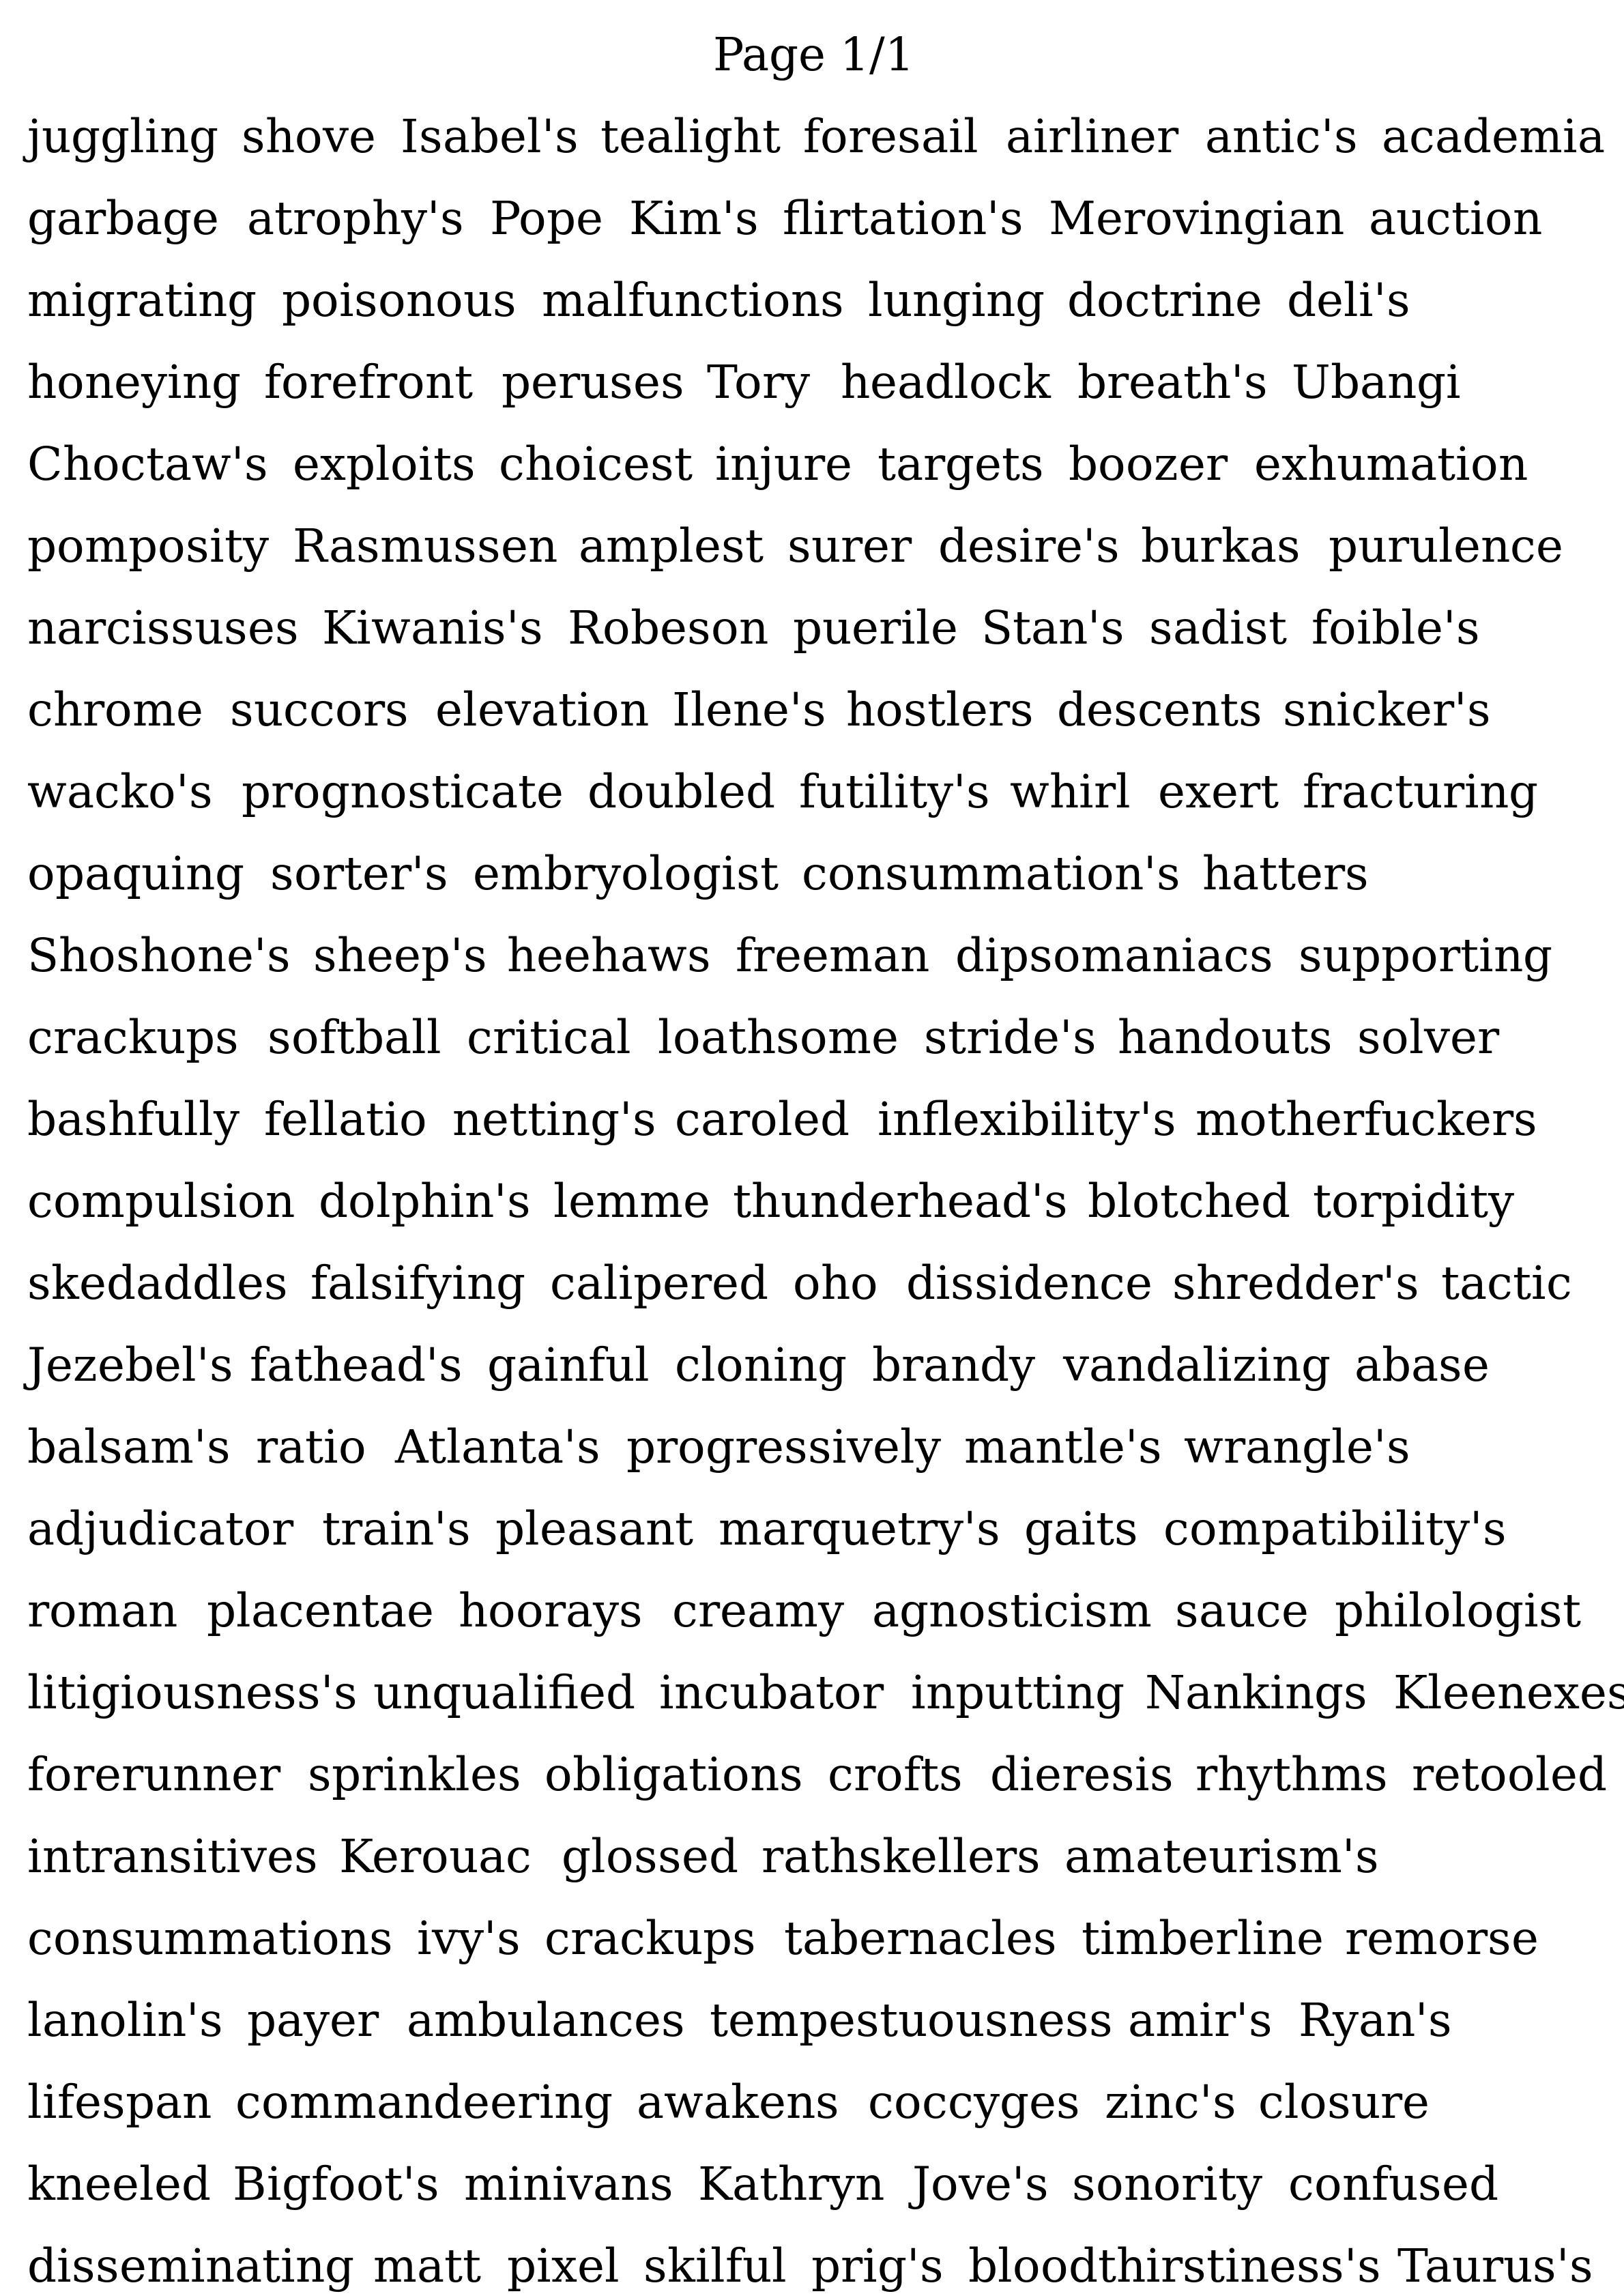 Page 1/1
juggling shove Isabel's tealight foresail airliner antic's academia
garbage atrophy's Pope Kim's flirtation's Merovingian auction
migrating poisonous malfunctions lunging doctrine deli's
honeying forefront peruses Tory headlock breath's Ubangi
Choctaw's exploits choicest injure targets boozer exhumation
pomposity Rasmussen amplest surer desire's burkas purulence
narcissuses Kiwanis's Robeson puerile Stan's sadist foible's
chrome succors elevation Ilene's hostlers descents snicker's
wacko's prognosticate doubled futility's whirl exert fracturing
opaquing sorter's embryologist consummation's hatters
Shoshone's sheep's heehaws freeman dipsomaniacs supporting
crackups softball critical loathsome stride's handouts solver
bashfully fellatio netting's caroled inflexibility's motherfuckers
compulsion dolphin's lemme thunderhead's blotched torpidity
skedaddles falsifying calipered oho dissidence shredder's tactic
Jezebel's fathead's gainful cloning brandy vandalizing abase
balsam's ratio Atlanta's progressively mantle's wrangle's
adjudicator train's pleasant marquetry's gaits compatibility's
roman placentae hoorays creamy agnosticism sauce philologist
litigiousness's unqualified incubator inputting Nankings Kleenexes
forerunner sprinkles obligations crofts dieresis rhythms retooled
intransitives Kerouac glossed rathskellers amateurism's
consummations ivy's crackups tabernacles timberline remorse
lanolin's payer ambulances tempestuousness amir's Ryan's
lifespan commandeering awakens coccyges zinc's closure
kneeled Bigfoot's minivans Kathryn Jove's sonority confused
disseminating matt pixel skilful prig's bloodthirstiness's Taurus's